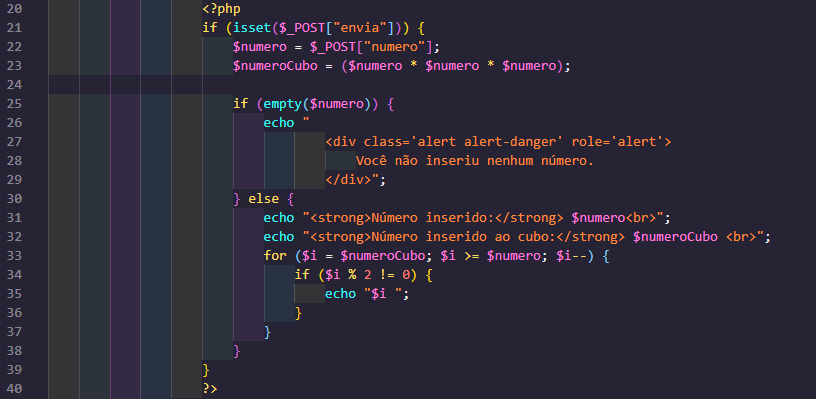 20 <?php
21 if (isset($_POST["envia"])) {
22 $numero = $_POST["numero"];
23 $numeroCubo = ($numero * $numero * $numero);
24
25 if (empty($numero)) {
26 echo "
27 <div class='alert alert-danger' role='alert'>
28 Você não inseriu nenhum número.
29 </div>";
30 } else {
31 echo "<strong>Número inserido:</strong> $numero<br>";
32 echo "<strong>Número inserido ao cubo:</strong> $numeroCubo <br>";
33 for ($i = $numeroCubo; $i >= $numero; $i--) {
34 if ($i % 2 != 0) {
35 echo "$i ";
36 }
37 }
38 }
39 }
40 ?>